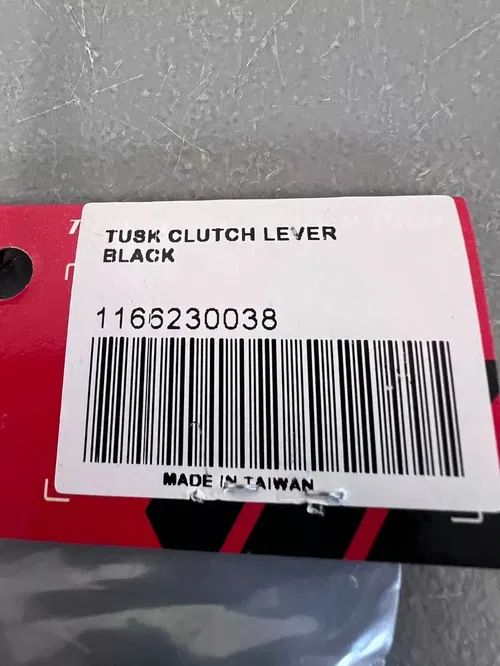 TUSK CLUTCH LEVER
BLACK
1166230038
MADE IN TAIWAN